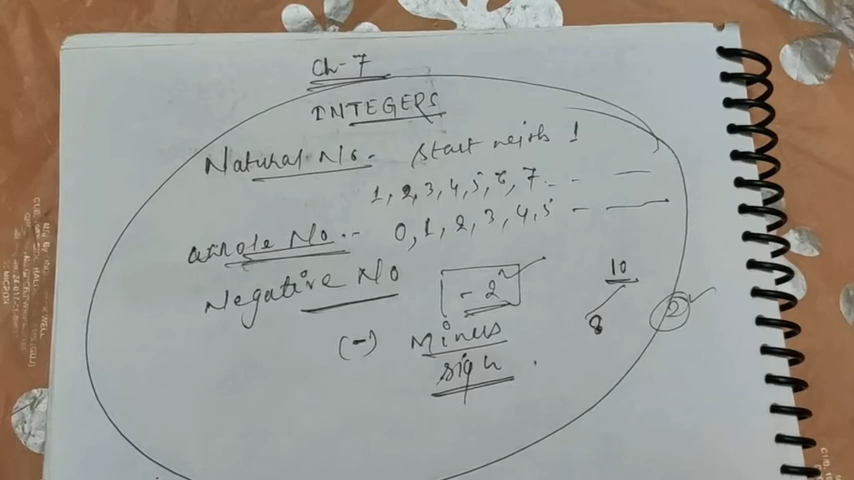 Ch-7
INTEGERS
Natural No. - Start with 1
1, 2, 3, 4, 5, 6, 7 - -
Whole No. - 0, 1, 2, 3, 4, 5 -
Negative No -2
10
8
2
(-) Minus
sign.